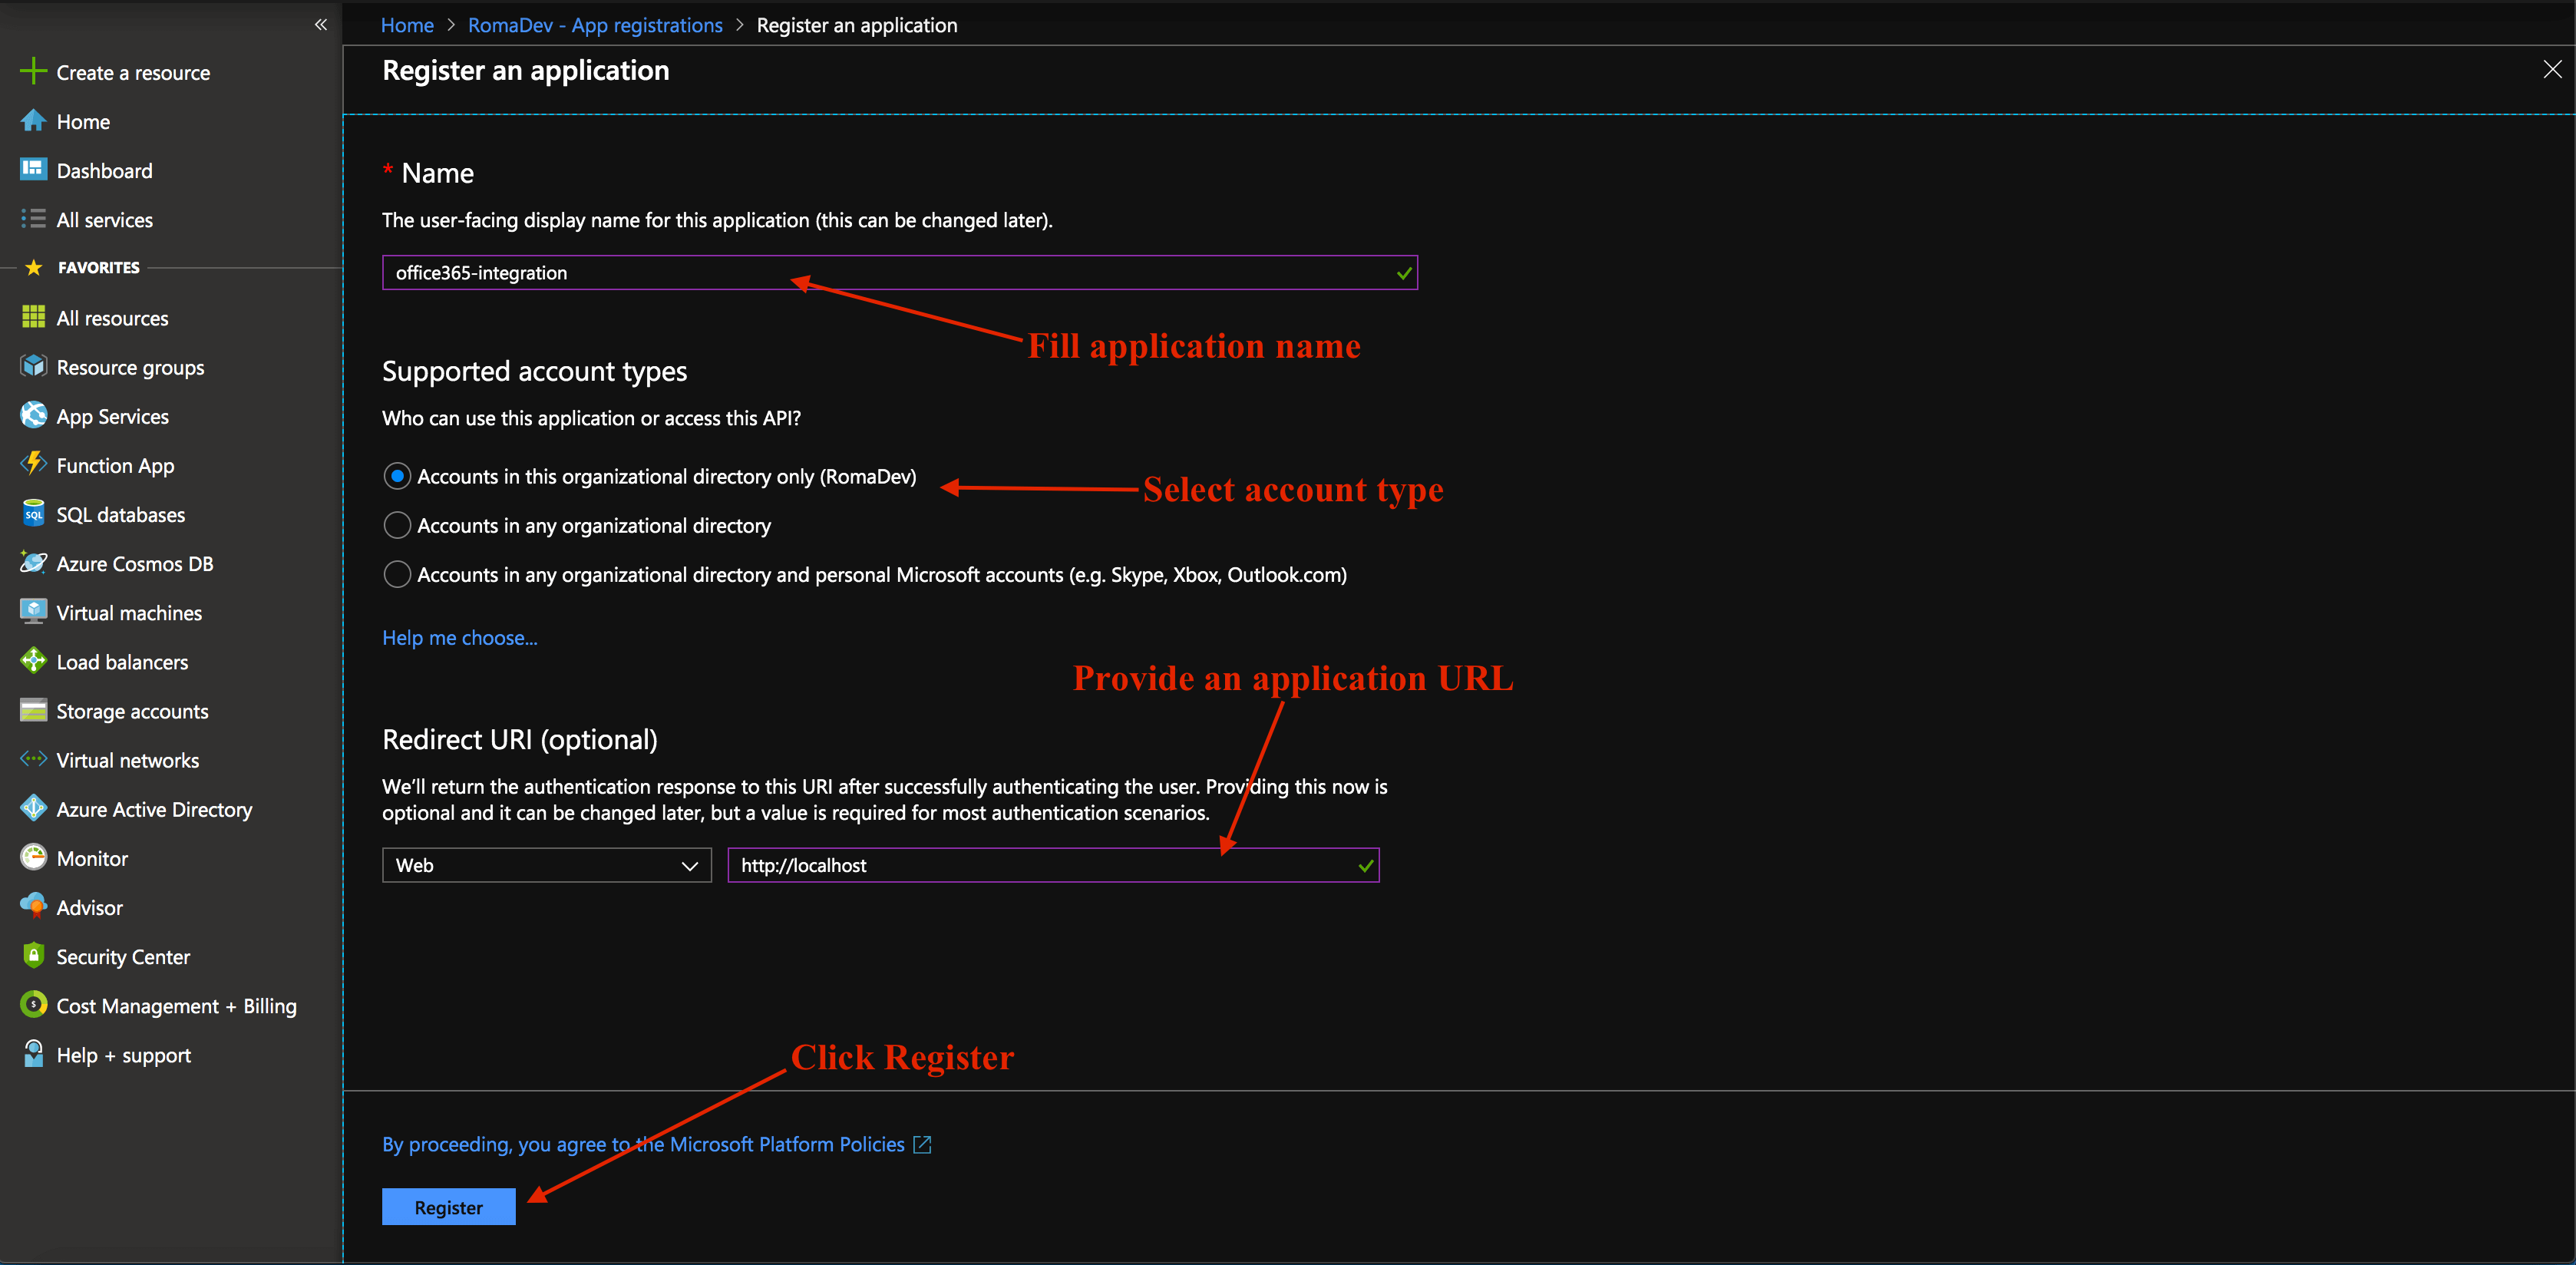 «
Create a resource
Home
Dashboard
All services
FAVORITES
All resources
Resource groups
App Services
Function App
SQL databases
Azure Cosmos DB
Virtual machines
Load balancers
Storage accounts
Virtual networks
Azure Active Directory
Monitor
Advisor
Security Center
Cost Management + Billing
Help + support
Home > RomaDev - App registrations > Register an application
Register an application
* Name
The user-facing display name for this application (this can be changed later).
office365-integration
Fill application name
Supported account types
Who can use this application or access this API?
Accounts in this organizational directory only (RomaDev)
Select account type
Accounts in any organizational directory
Accounts in any organizational directory and personal Microsoft accounts (e.g. Skype, Xbox, Outlook.com)
Help me choose...
Provide an application URL
Redirect URI (optional)
We'll return the authentication response to this URI after successfully authenticating the user. Providing this now is
optional and it can be changed later, but a value is required for most authentication scenarios.
Web
http://localhost
Click Register
By proceeding, you agree to the Microsoft Platform Policies
Register